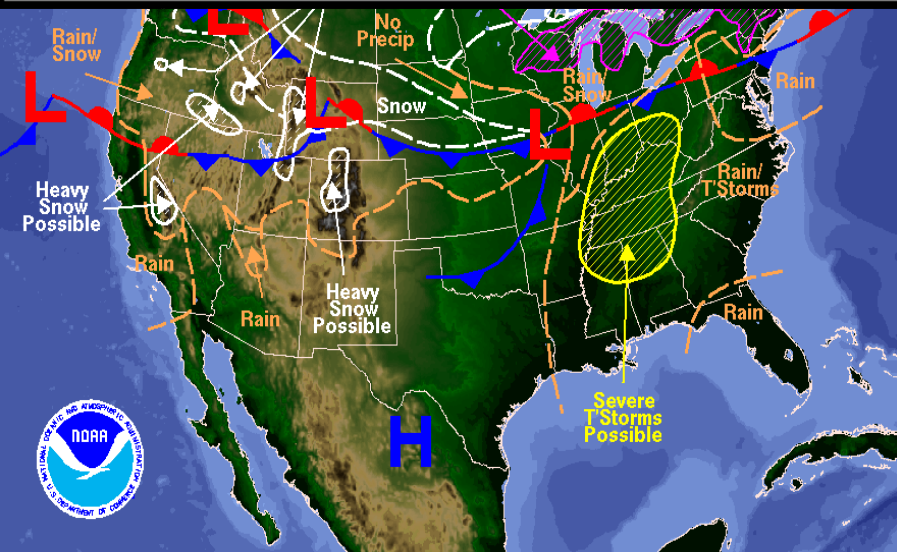 No
Precip
Rain/
Snow
L
L
L
L
Snow
Rain/
Snow
Rain
Rain/
T'Storms
Heavy
Snow
Possible
Rain
Rain
Heavy
Snow
Possible
Rain
Severe
T'Storms
Possible
H
NOAA
NATIONAL OCEANIC AND ATMOSPHERIC ADMINISTRATION
U.S. DEPARTMENT OF COMMERCE